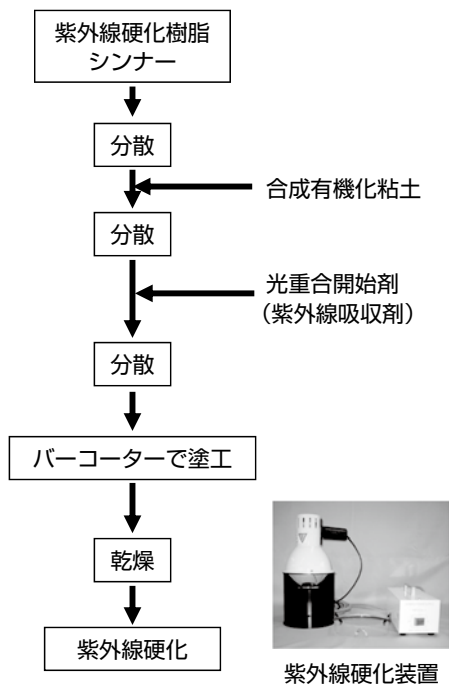 紫外線硬化樹脂
シンナー
分散
合成有機化粘土
分散
光重合開始剤
（紫外線吸収剤）
分散
バーコーターで塗工
乾燥
紫外線硬化
紫外線硬化装置